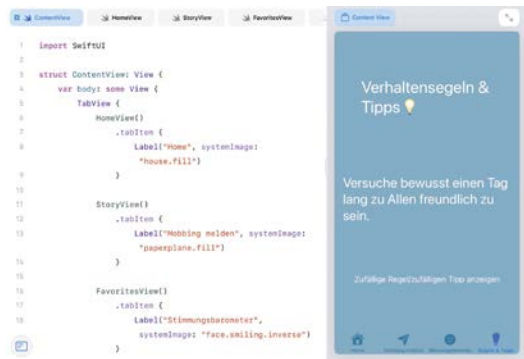 ContentView
HomeView
StoryView
FavoritesView
1 import SwiftUI
2
3 struct ContentView: View {
4 var body: some View {
5 TabView {
6 HomeView()
7 .tabItem {
8 Label("Home", systemImage:
"house.fill")
9 }
10
11 StoryView()
12 .tabItem {
13 Label("Mobbing melden", systemImage:
"paperplane.fill")
14 }
15
16 FavoritesView()
17 .tabItem {
18 Label("Stimmungsbarometer",
systemImage: "face.smiling.inverse")
}
Content View
Verhaltensegeln &
Tipps
Versuche bewusst einen Tag
lang zu Allen freundlich zu
sein.
Zufällige Regel/zufälligen Tipp anzeigen
Home